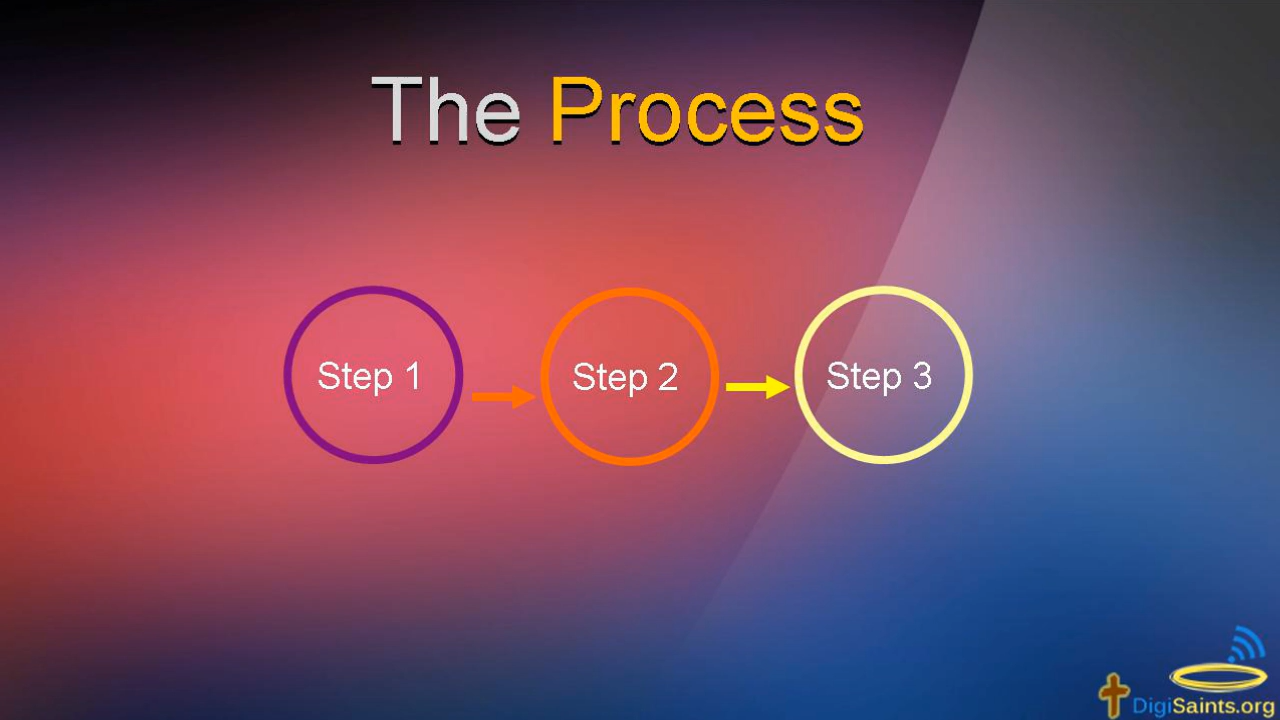 The Process
Step 1
Step 2
Step 3
DigiSaints.org